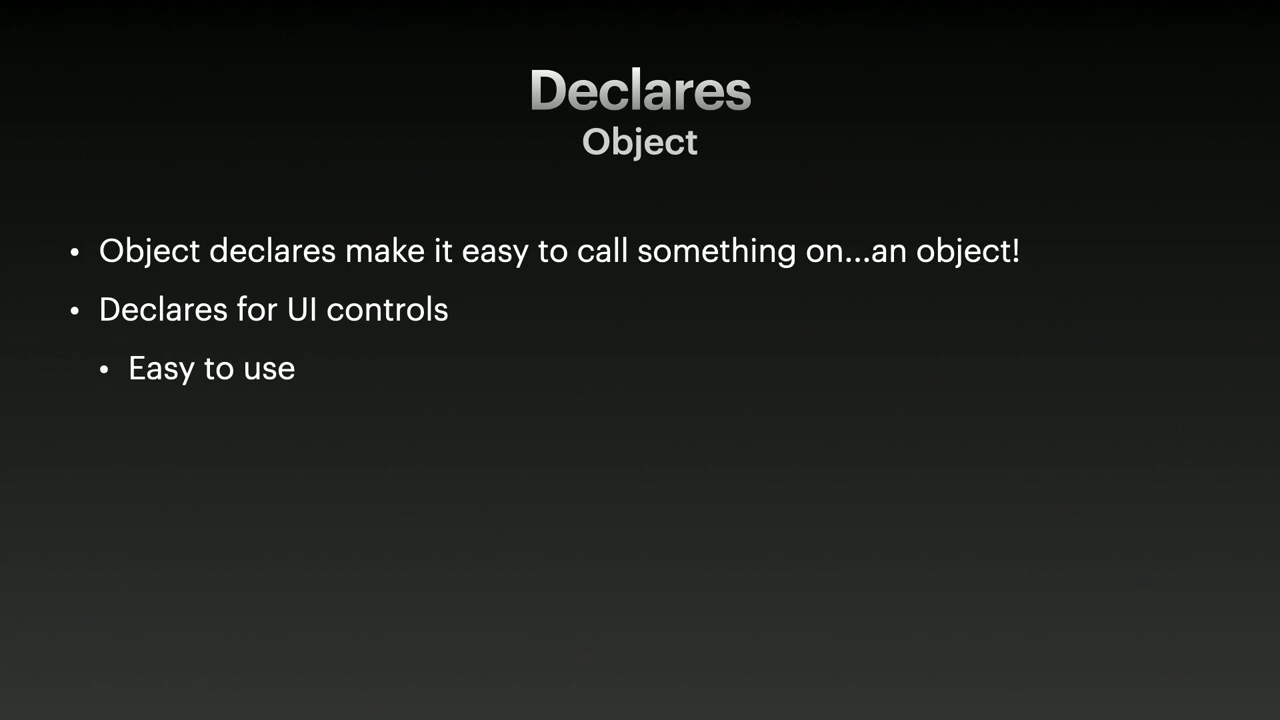 Declares
Object
• Object declares make it easy to call something on...an object!
• Declares for UI controls
• Easy to use